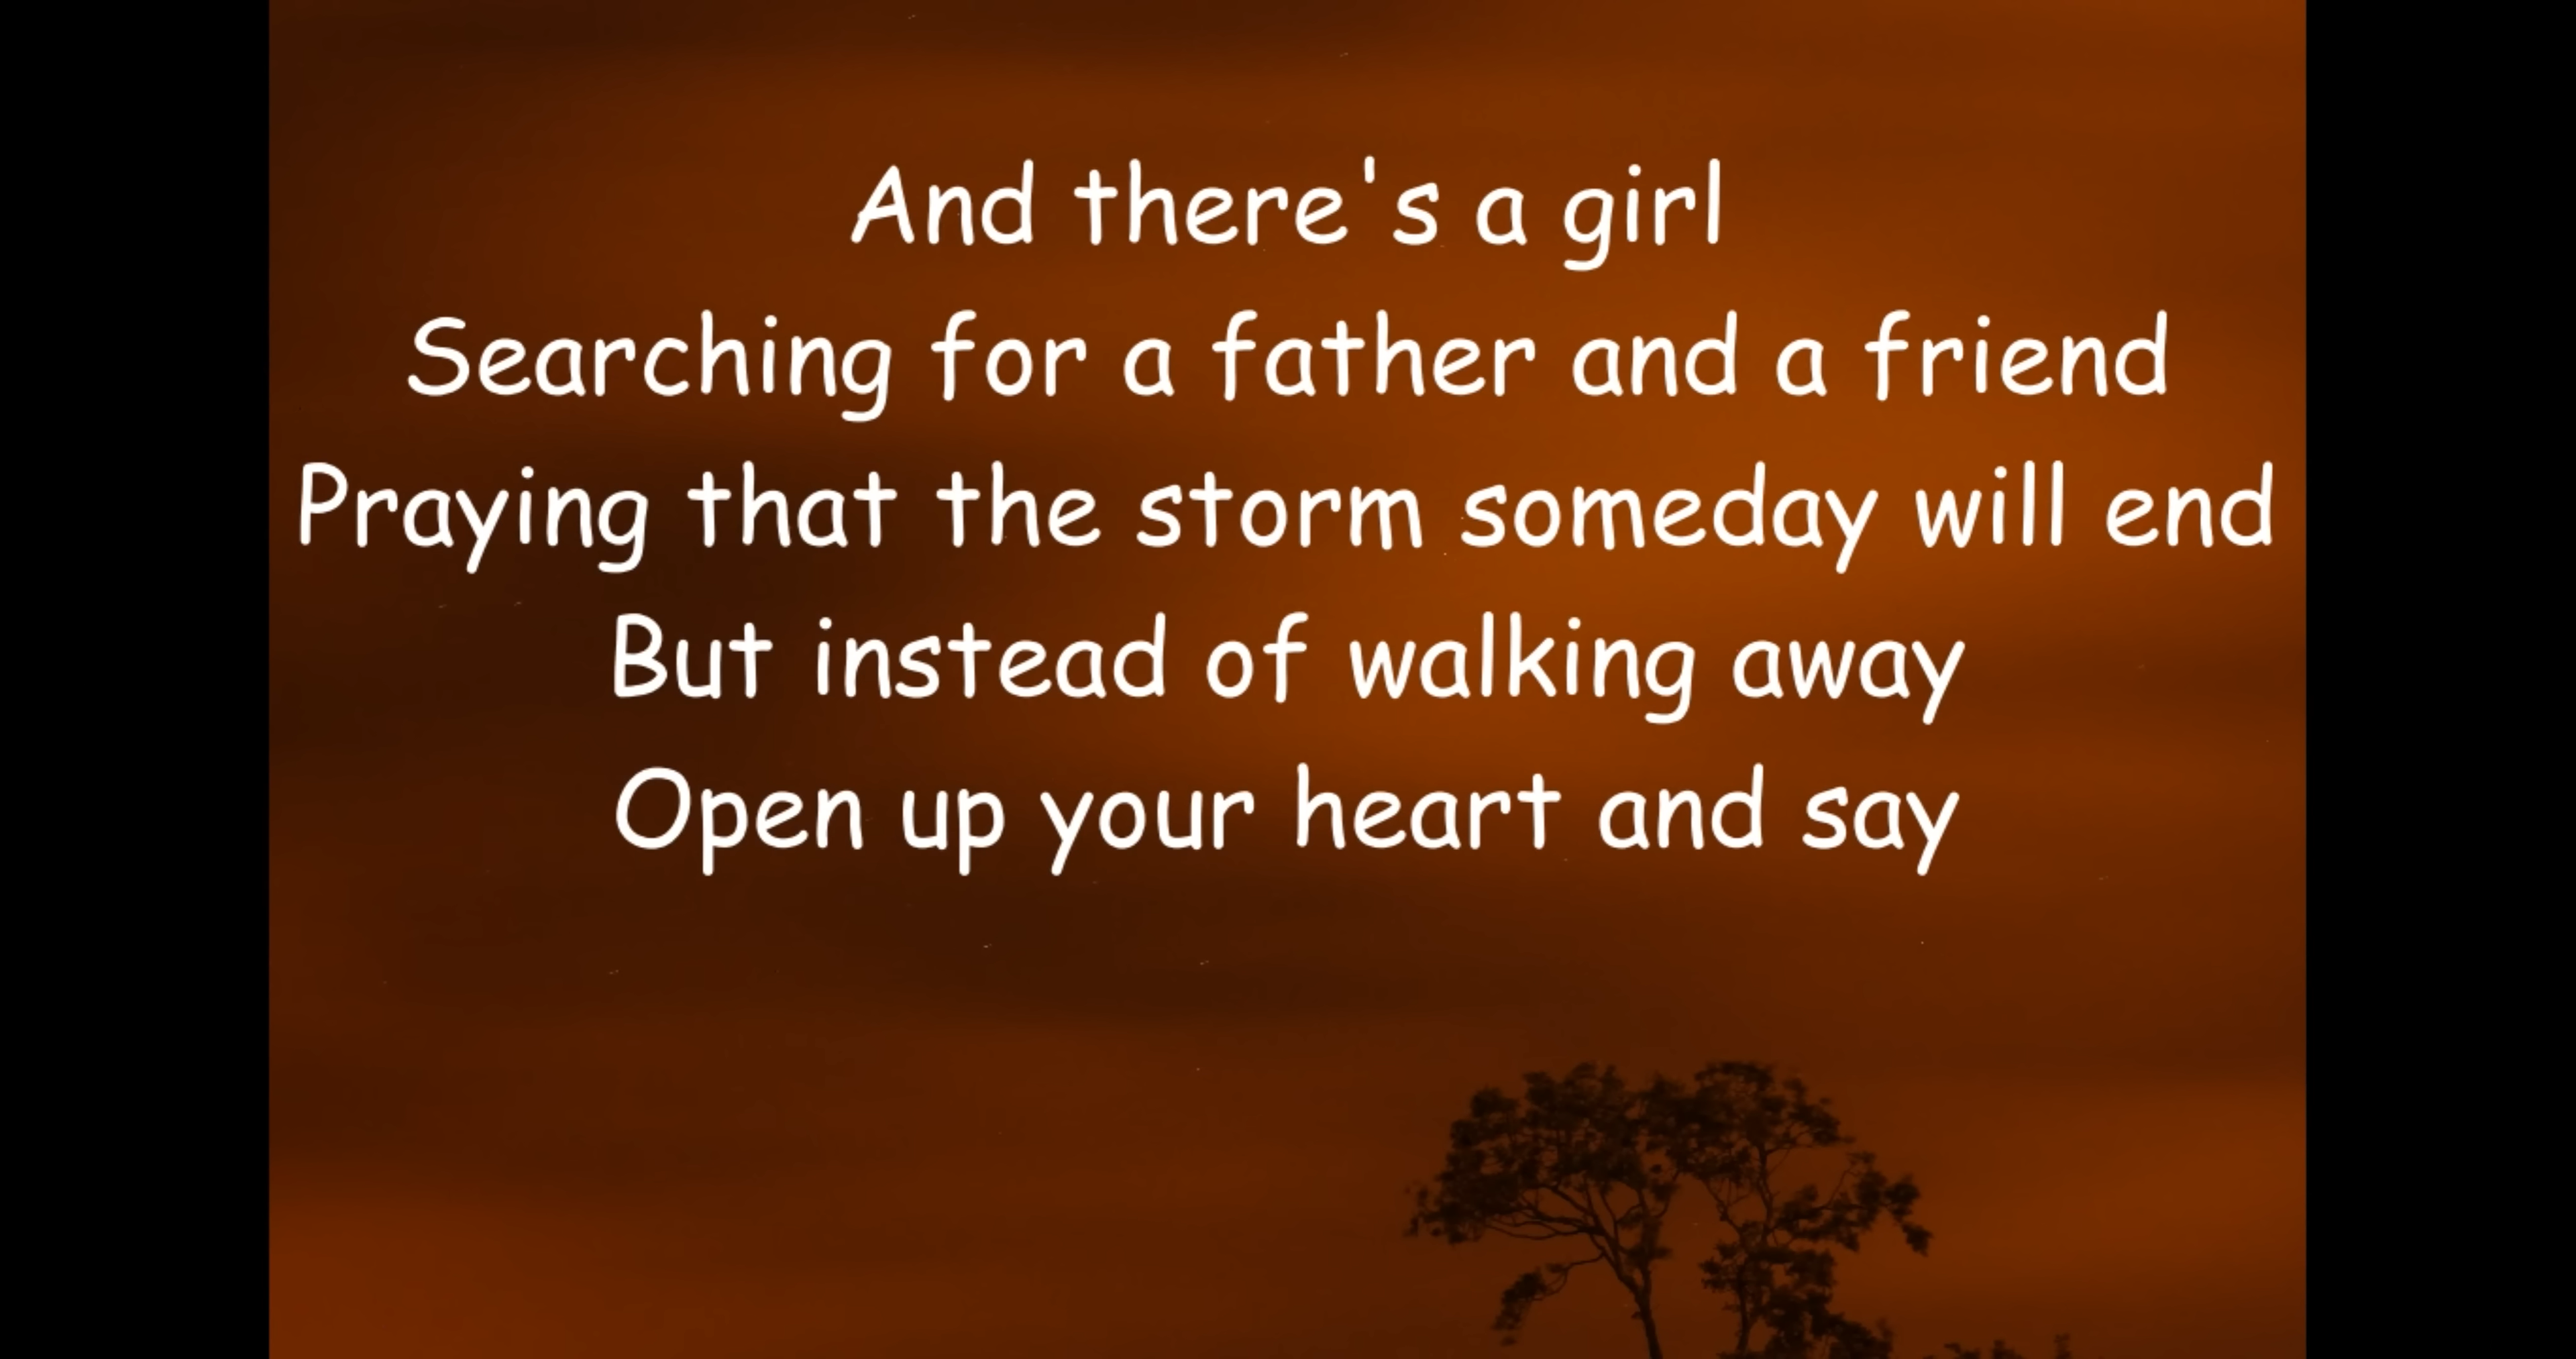 And there's a girl
Searching for a father and a friend
Praying that the storm someday will end
But instead of walking away
Open up your heart and say